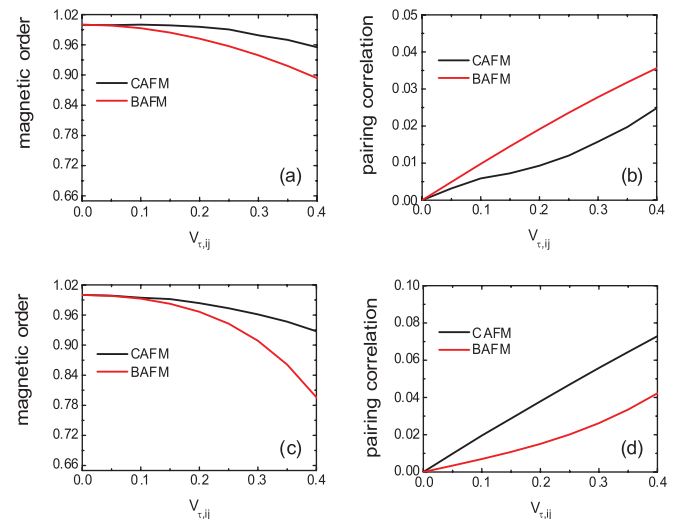 magnetic order
1.02
0.96
0.90
0.84
0.78
0.72
0.66
CAFM
BAFM
(a)
0.0 0.1 0.2 0.3 0.4
V τ,ij
pairing correlation
0.05
0.04
0.03
0.02
0.01
0.00
CAFM
BAFM
(b)
0.0 0.1 0.2 0.3 0.4
V τ,ij
magnetic order
1.02
0.96
0.90
0.84
0.78
0.72
0.66
CAFM
BAFM
(c)
0.0 0.1 0.2 0.3 0.4
V τ,ij
pairing correlation
0.10
0.08
0.06
0.04
0.02
0.00
CAFM
BAFM
(d)
0.0 0.1 0.2 0.3 0.4
V τ,ij